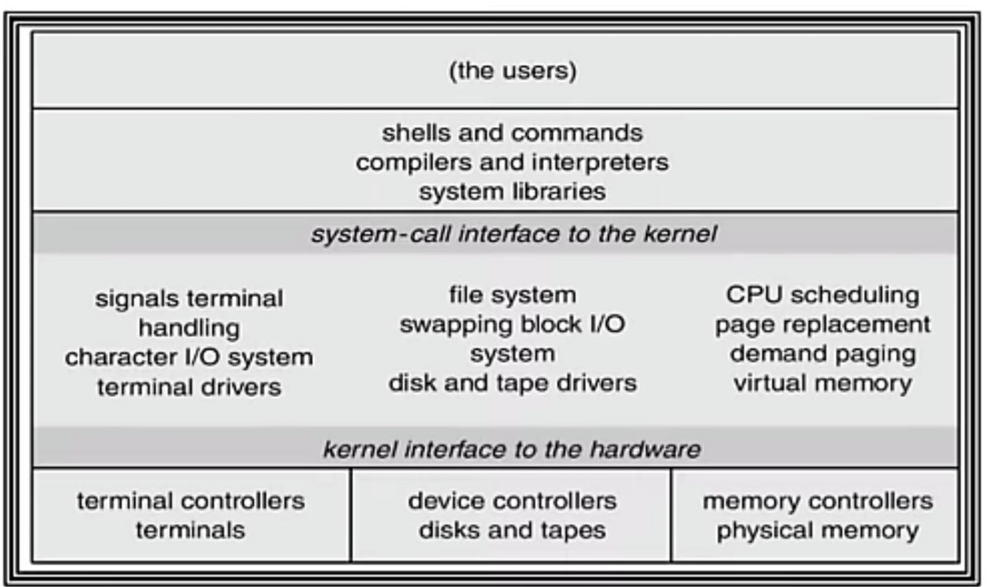 (the users)
shells and commands
compilers and interpreters
system libraries
system-call interface to the kernel
signals terminal
handling
character I/O system
terminal drivers
file system
swapping block I/O
system
disk and tape drivers
CPU scheduling
page replacement
demand paging
virtual memory
kernel interface to the hardware
terminal controllers
terminals
device controllers
disks and tapes
memory controllers
physical memory